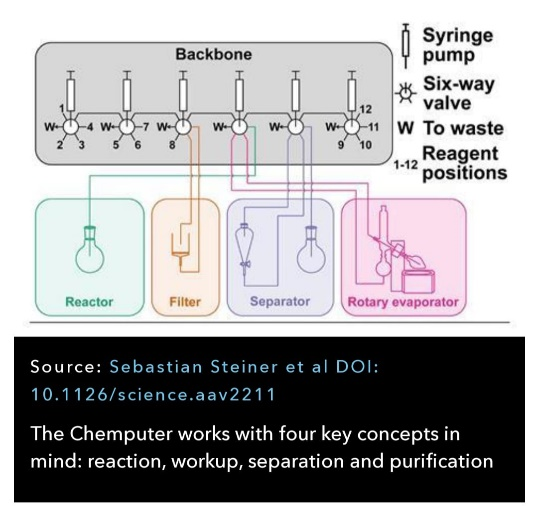 Backbone
1
W 4
2 3
W 7
5 6
W
8
W
W
12
W 11
9 10
Syringe
pump
Six-way
valve
W To waste
1-12 Reagent
positions
Reactor
Filter
Separator
Rotary evaporator
Source: Sebastian Steiner et al DOI:
10.1126/science.aav2211
The Chemputer works with four key concepts in
mind: reaction, workup, separation and purification